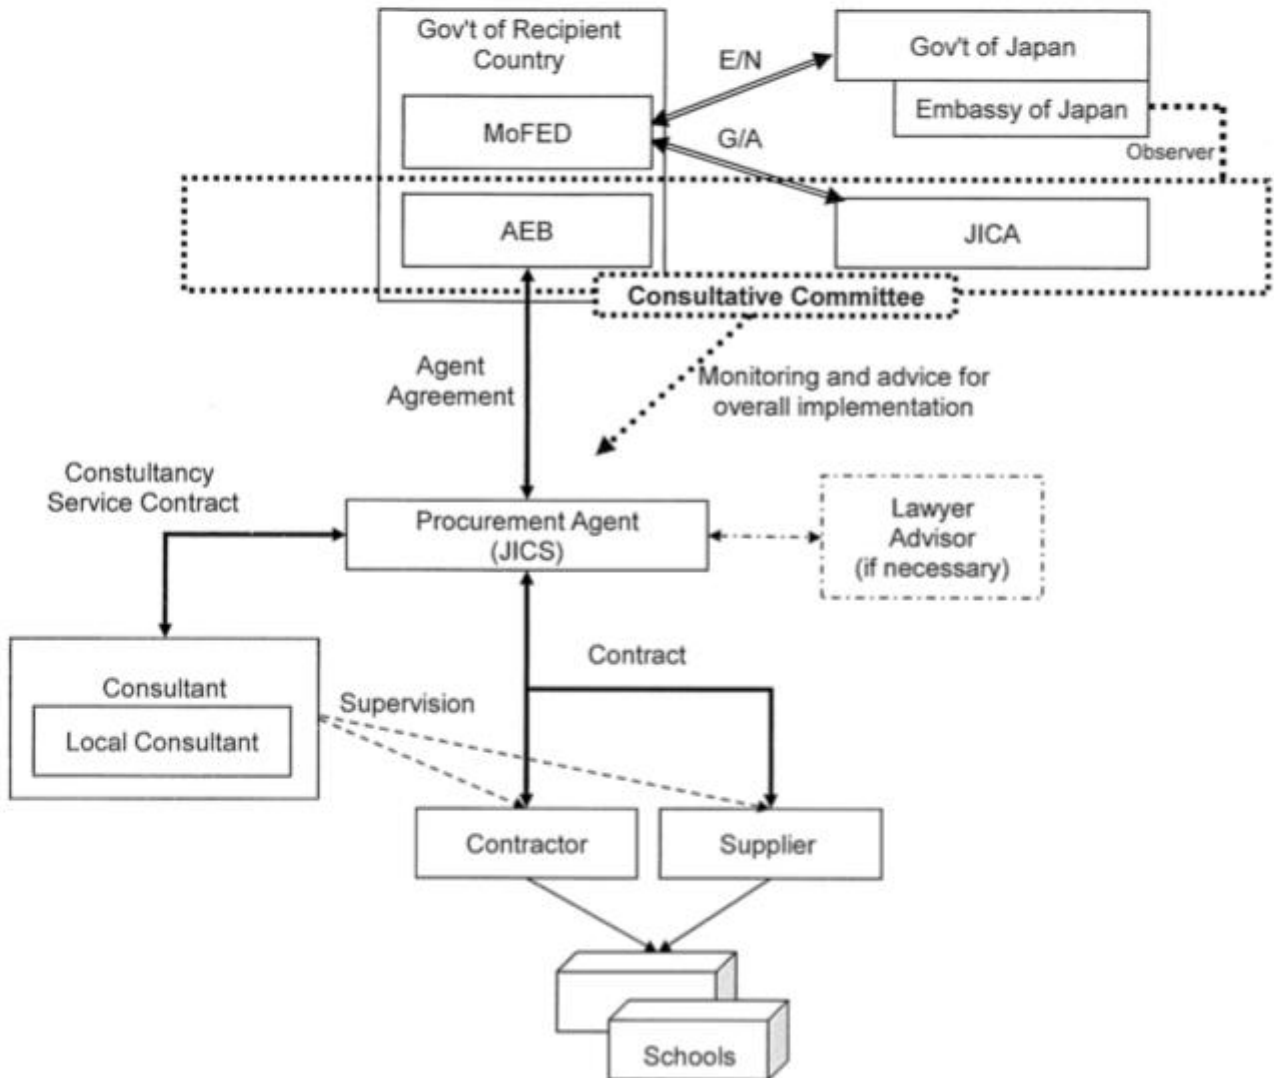 Gov't of Recipient
Country
E/N
Gov't of Japan
MoFED
Embassy of Japan
G/A
Observer
AEB
JICA
Consultative Committee
Agent
Agreement
Monitoring and advice for
overall implementation
Constultancy
Service Contract
Procurement Agent
(JICS)
Lawyer
Advisor
(if necessary)
Contract
Consultant
Supervision
Local Consultant
Contractor
Supplier
Schools